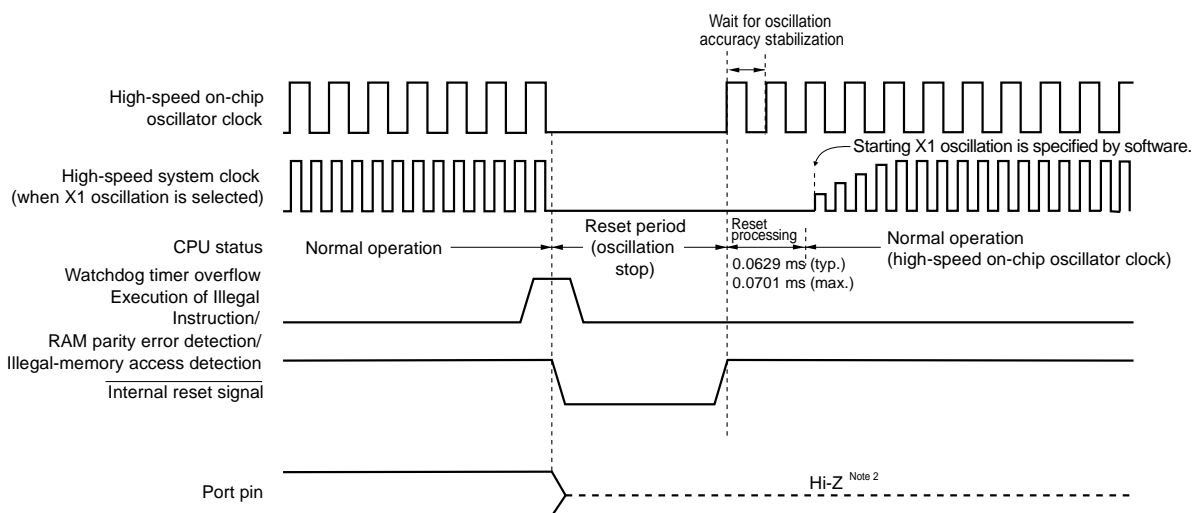 Wait for oscillation
accuracy stabilization
High-speed on-chip
oscillator clock
Starting X1 oscillation is specified by software.
High-speed system clock
(when X1 oscillation is selected)
CPU status
Normal operation
Reset period
(oscillation
stop)
Reset
processing
0.0629 ms (typ.)
0.0701 ms (max.)
Normal operation
(high-speed on-chip oscillator clock)
Watchdog timer overflow
Execution of Illegal
Instruction/
RAM parity error detection/
Illegal-memory access detection
Internal reset signal
Port pin
Hi-Z Note 2